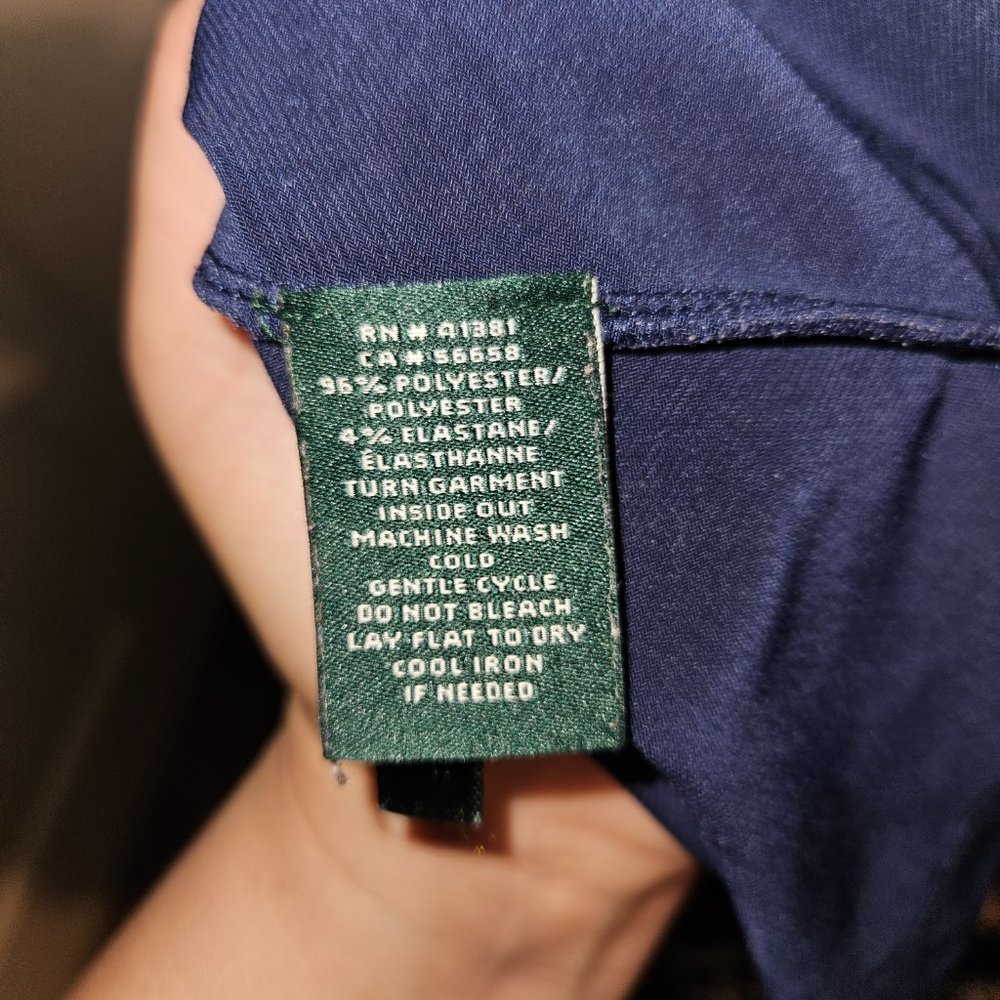 RN # 41381
CA # 56658
96% POLYESTER/
POLYESTER
4% ELASTANE/
ÉLASTHANNE
TURN GARMENT
INSIDE OUT
MACHINE WASH
COLD
GENTLE CYCLE
DO NOT BLEACH
LAY FLAT TO DRY
COOL IRON
IF NEEDED